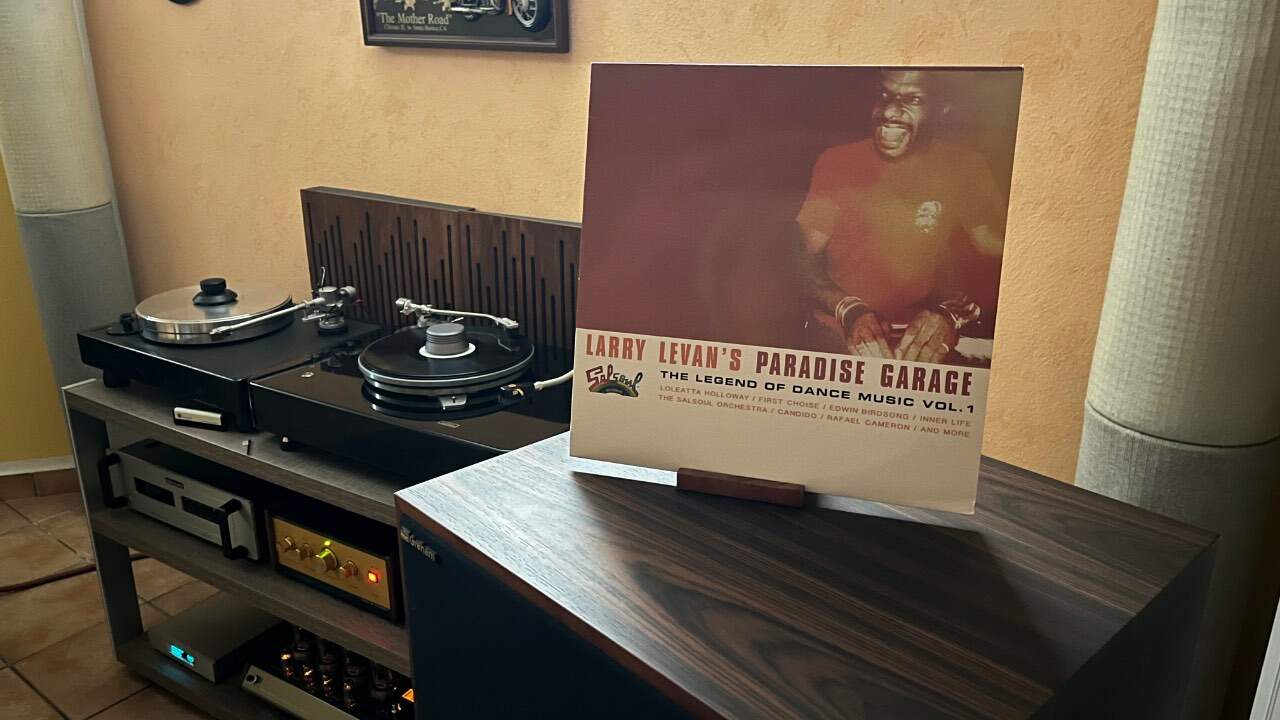 "The Mother Road"
LARRY LEVAN'S PARADISE GARAGE
Salsoul
THE LEGEND OF DANCE MUSIC VOL.1
LOLEATTA HOLLOWAY / FIRST CHOISE / EDWIN BIRDSONG / INNER LIFE
THE SALSOUL ORCHESTRA / CANDIDO / RAFAEL CAMERON / AND MORE
Graham